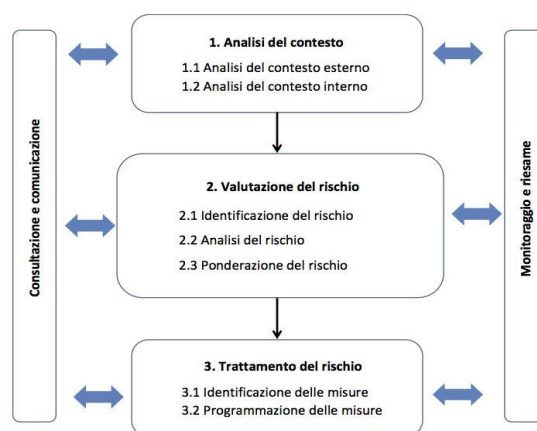 Consultazione e comunicazione
1. Analisi del contesto
1.1 Analisi del contesto esterno
1.2 Analisi del contesto interno
2. Valutazione del rischio
2.1 Identificazione del rischio
2.2 Analisi del rischio
2.3 Ponderazione del rischio
3. Trattamento del rischio
3.1 Identificazione delle misure
3.2 Programmazione delle misure
Monitoraggio e riesame